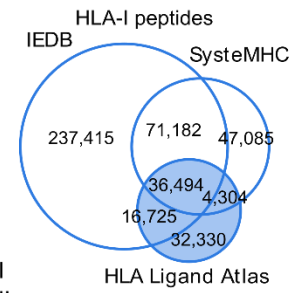 HLA-I peptides
IEDB
SysteMHC
237,415
71,182
47,085
36,494
4,304
16,725
32,330
HLA Ligand Atlas